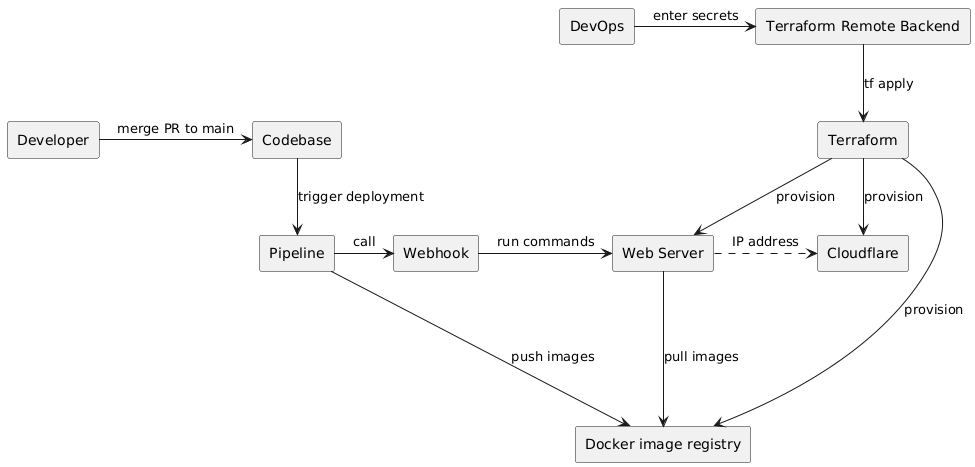 enter secrets
DevOps
Terraform Remote Backend
tf apply
merge PR to main
Developer
Codebase
Terraform
trigger deployment
provision
provision
call
run commands
IP address
Pipeline
Webhook
Web Server
Cloudflare
provision
push images
pull images
Docker image registry